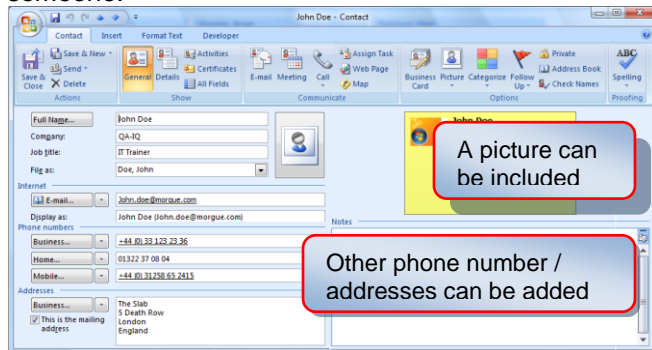 someone.
John Doe - Contact
Contact Insert Format Text Developer
Save & Close
Save & New
Send
Delete
Actions
General
Details
Activities
Certificates
All Fields
Show
E-mail
Meeting
Call
Assign Task
Web Page
Map
Communicate
Business Card
Picture
Categorize
Follow Up
Private
Address Book
Check Names
Options
ABC
Spelling
Proofing
Full Name... John Doe
Company: QA-IQ
Job title: IT Trainer
File as: Doe, John
Internet
E-mail... John.doe@morgue.com
Display as: John Doe (John.doe@morgue.com)
Phone numbers
Business... +44 (0) 33 123 23 36
Home... 01322 37 08 04
Mobile... +44 (0) 31258 65 2415
Addresses
Business... The Slab
5 Death Row
London
England
This is the mailing address
John Doe
A picture can
be included
Notes
Other phone number /
addresses can be added